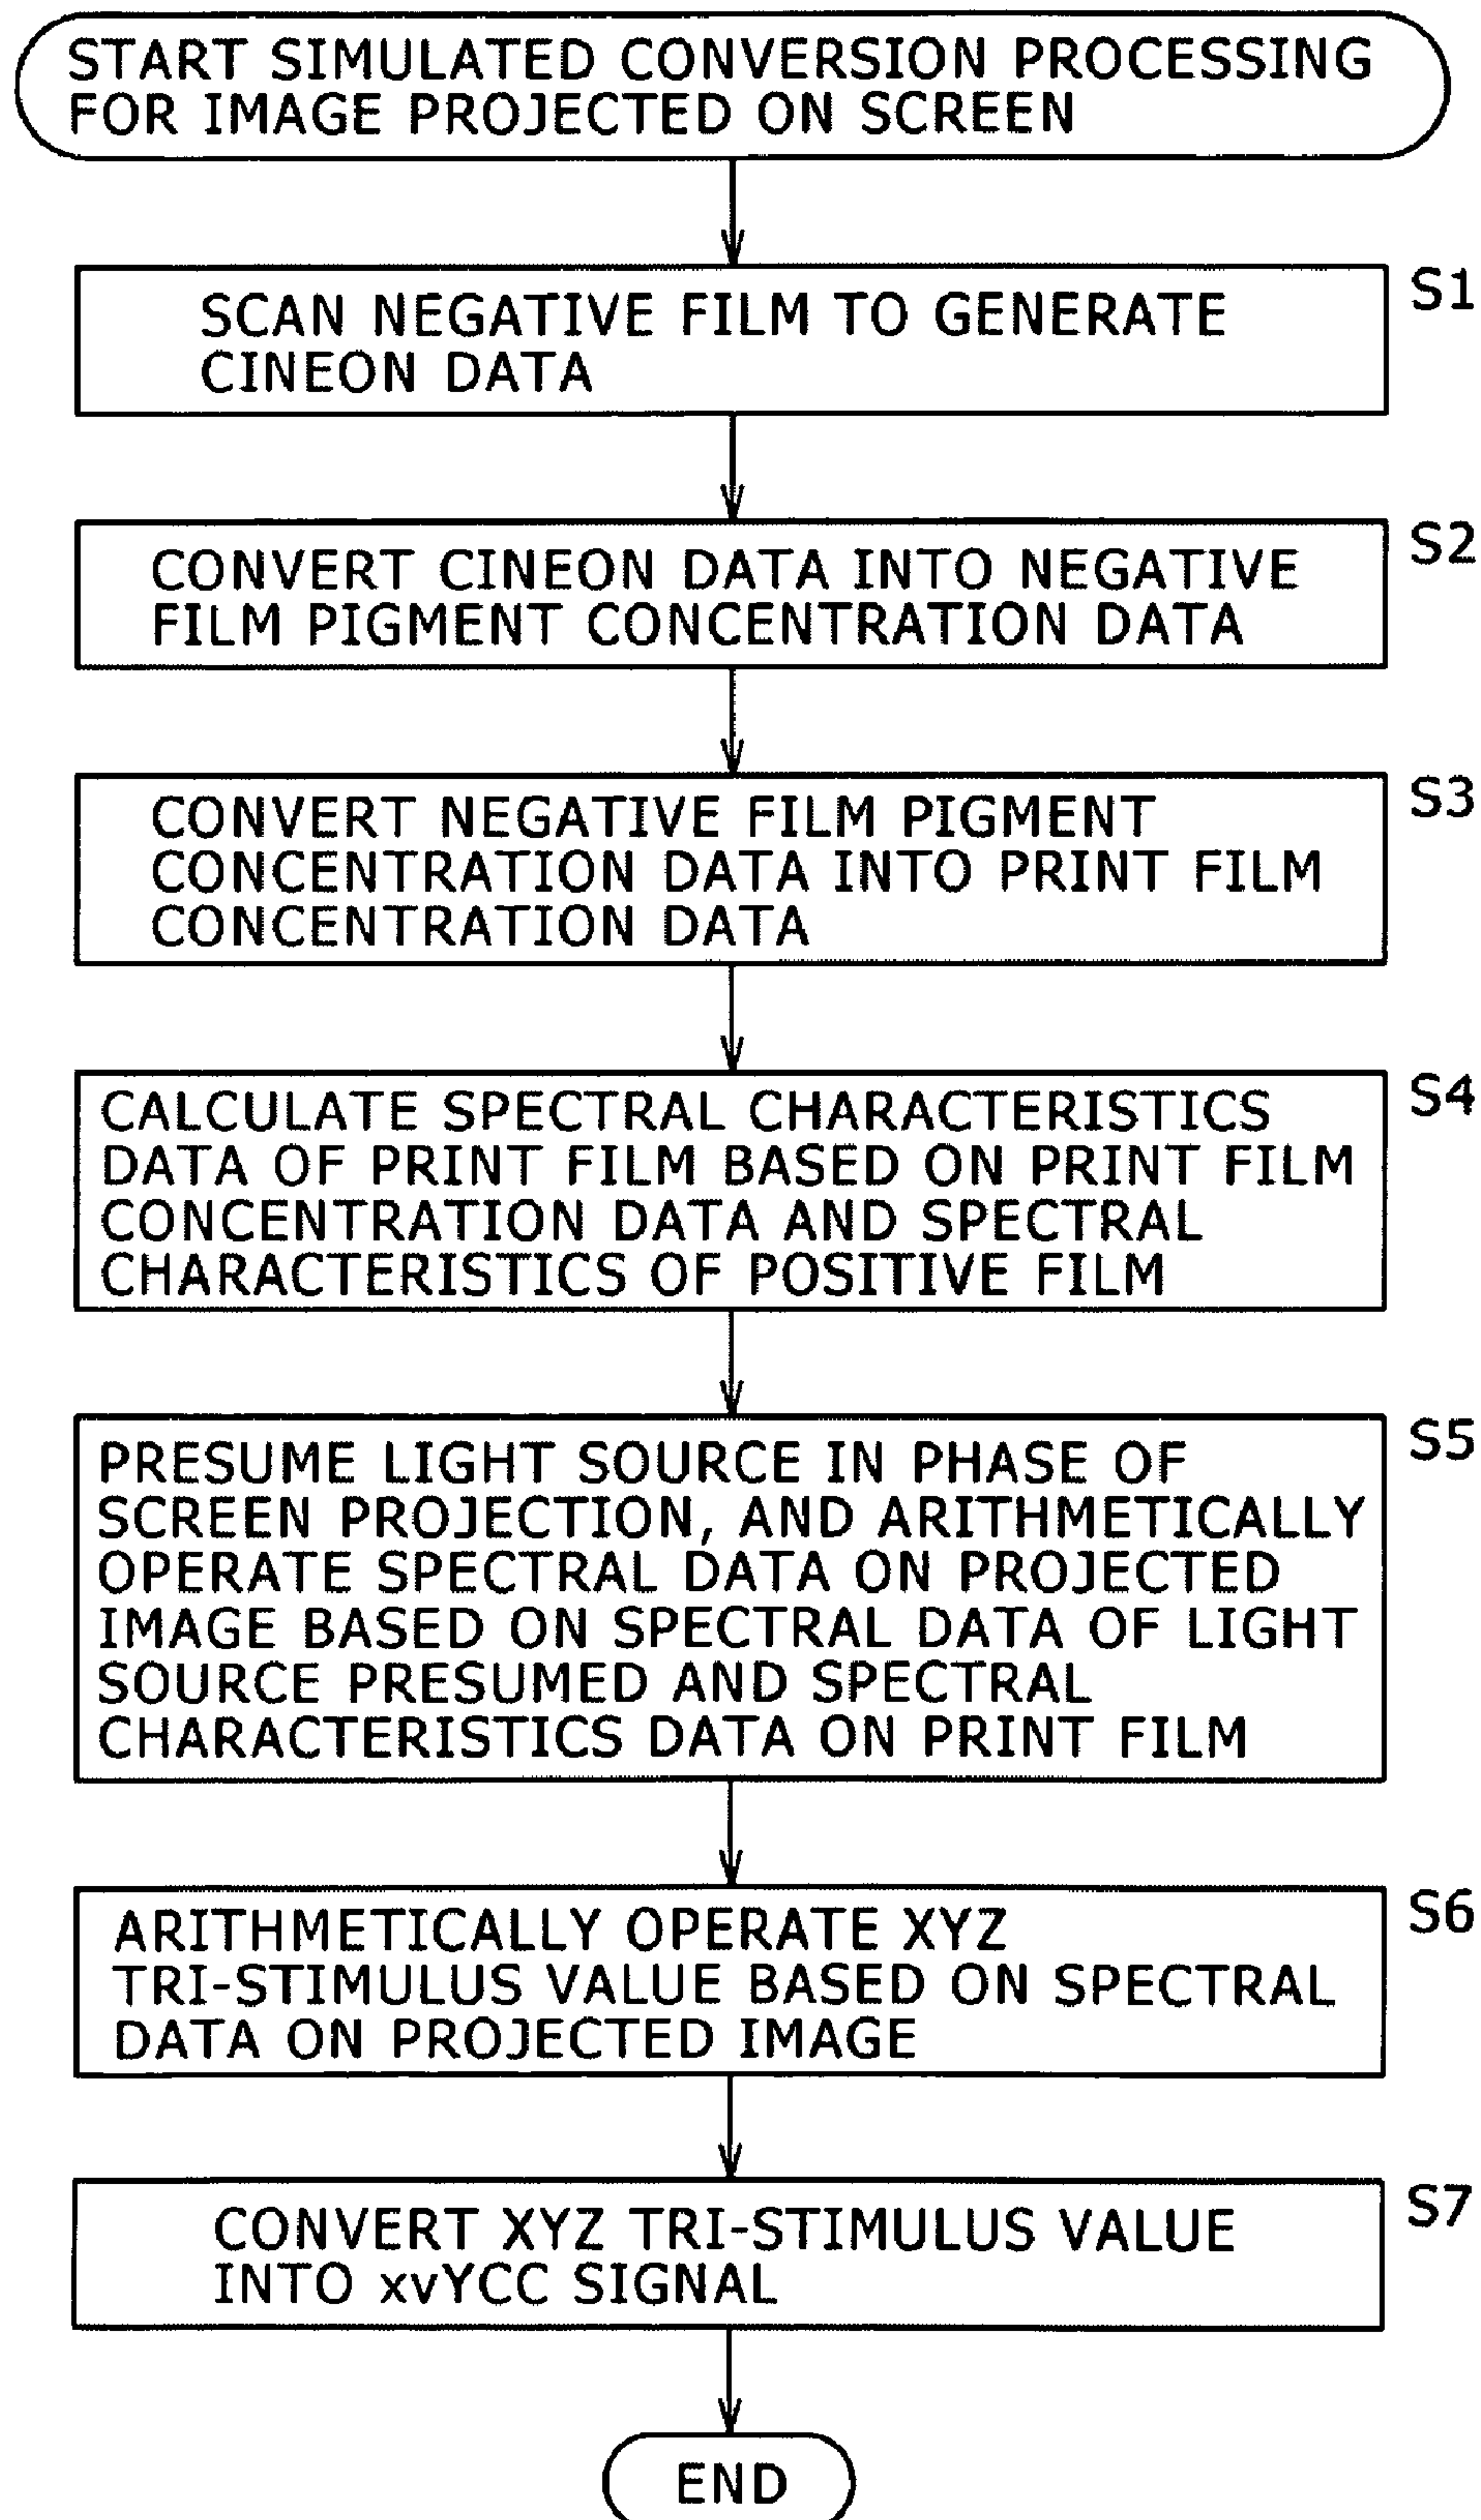 START SIMULATED CONVERSION PROCESSING
FOR IMAGE PROJECTED ON SCREEN
S1
SCAN NEGATIVE FILM TO GENERATE
CINEON DATA
S2
CONVERT CINEON DATA INTO NEGATIVE
FILM PIGMENT CONCENTRATION DATA
S3
CONVERT NEGATIVE FILM PIGMENT
CONCENTRATION DATA INTO PRINT FILM
CONCENTRATION DATA
S4
CALCULATE SPECTRAL CHARACTERISTICS
DATA OF PRINT FILM BASED ON PRINT FILM
CONCENTRATION DATA AND SPECTRAL
CHARACTERISTICS OF POSITIVE FILM
S5
PRESUME LIGHT SOURCE IN PHASE OF
SCREEN PROJECTION, AND ARITHMETICALLY
OPERATE SPECTRAL DATA ON PROJECTED
IMAGE BASED ON SPECTRAL DATA OF LIGHT
SOURCE PRESUMED AND SPECTRAL
CHARACTERISTICS DATA ON PRINT FILM
S6
ARITHMETICALLY OPERATE XYZ
TRI-STIMULUS VALUE BASED ON SPECTRAL
DATA ON PROJECTED IMAGE
S7
CONVERT XYZ TRI-STIMULUS VALUE
INTO xvYCC SIGNAL
END